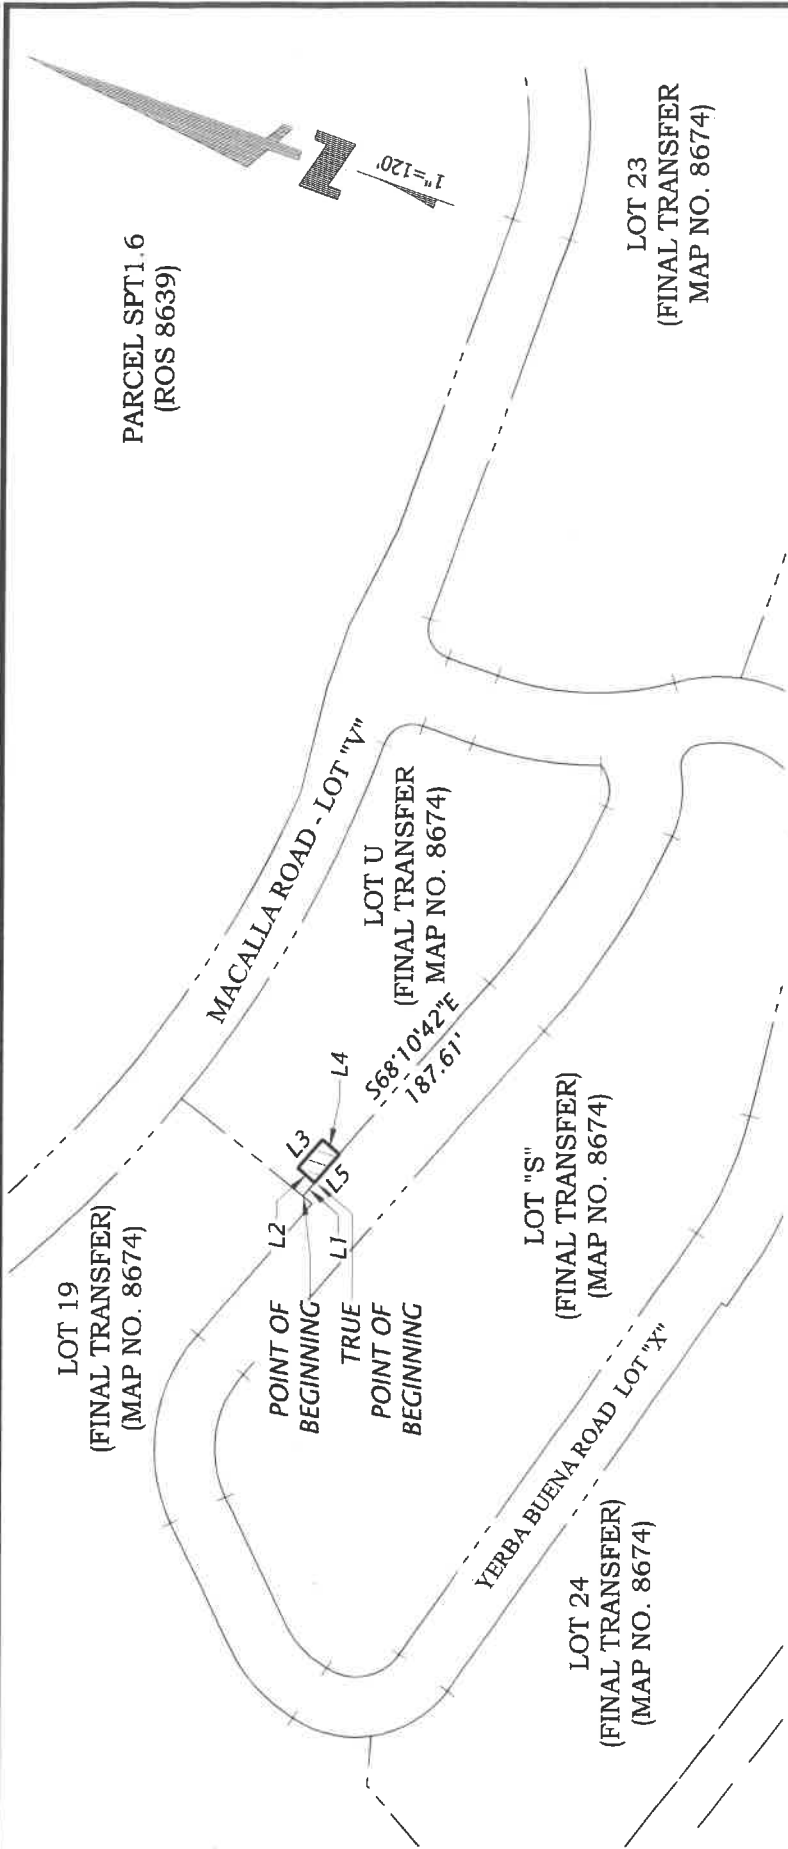 PARCEL SPT1.6
(ROS 8639)
1"=120'
LOT 23
(FINAL TRANSFER
MAP NO. 8674)
MACALLA ROAD - LOT "V"
LOT U
(FINAL TRANSFER
MAP NO. 8674)
LOT 19
(FINAL TRANSFER)
(MAP NO. 8674)
L2
L3
L4
L5
L1
S68°10'42"E
187.61'
POINT OF
BEGINNING
TRUE
POINT OF
BEGINNING
LOT "S"
(FINAL TRANSFER)
(MAP NO. 8674)
YERBA BUENA ROAD LOT "X"
LOT 24
(FINAL TRANSFER)
(MAP NO. 8674)